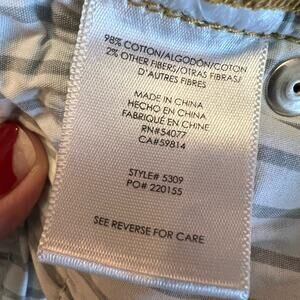 98% COTTON/ALGODÓN/COTON
2% OTHER FIBERS/OTRAS FIBRAS/
D'AUTRES FIBRES
MADE IN CHINA
HECHO EN CHINA
FABRIQUÉ EN CHINE
RN#54077
CA#59814
STYLE# 5309
PO# 220155
SEE REVERSE FOR CARE